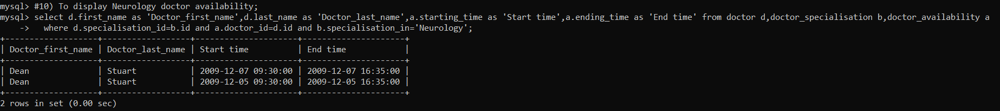 mysql> #10) To display Neurology doctor availability;
mysql> select d.first_name as 'Doctor_first_name',d.last_name as 'Doctor_last_name',a.starting_time as 'Start time',a.ending_time as 'End time' from doctor d,doctor_specialisation b,doctor_availability a
    ->   where d.specialisation_id=b.id and a.doctor_id=d.id and b.specialisation_in='Neurology';
+-------------------+------------------+---------------------+---------------------+
| Doctor_first_name | Doctor_last_name | Start time          | End time            |
+-------------------+------------------+---------------------+---------------------+
| Dean              | Stuart           | 2009-12-07 09:30:00 | 2009-12-07 16:35:00 |
| Dean              | Stuart           | 2009-12-05 09:30:00 | 2009-12-05 16:35:00 |
+-------------------+------------------+---------------------+---------------------+
2 rows in set (0.00 sec)